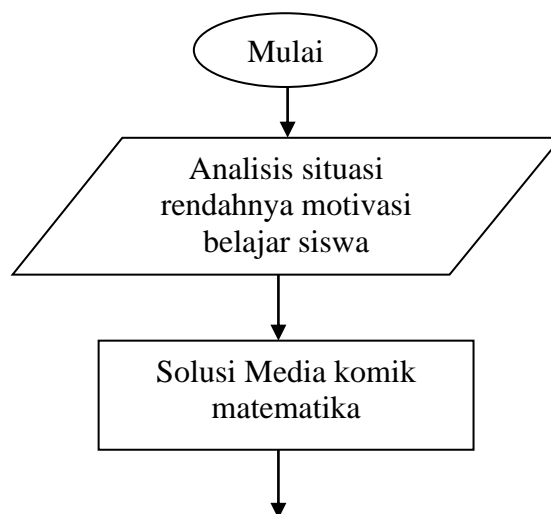 Mulai
Analisis situasi
rendahnya motivasi
belajar siswa
Solusi Media komik
matematika